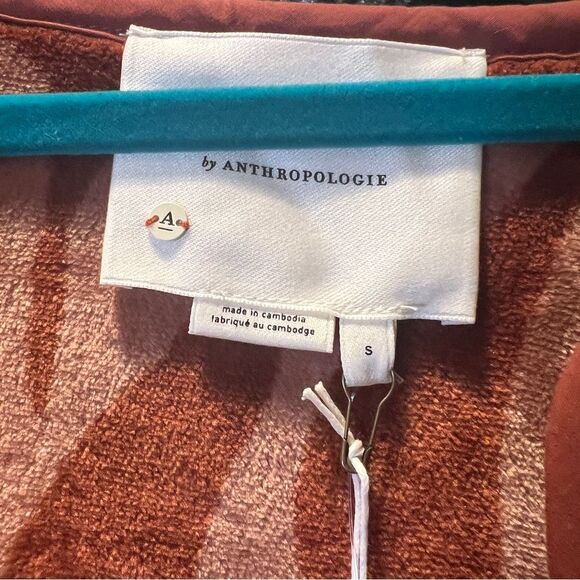 by ANTHROPOLOGIE
A
made in cambodia
fabriqué au cambodge
S